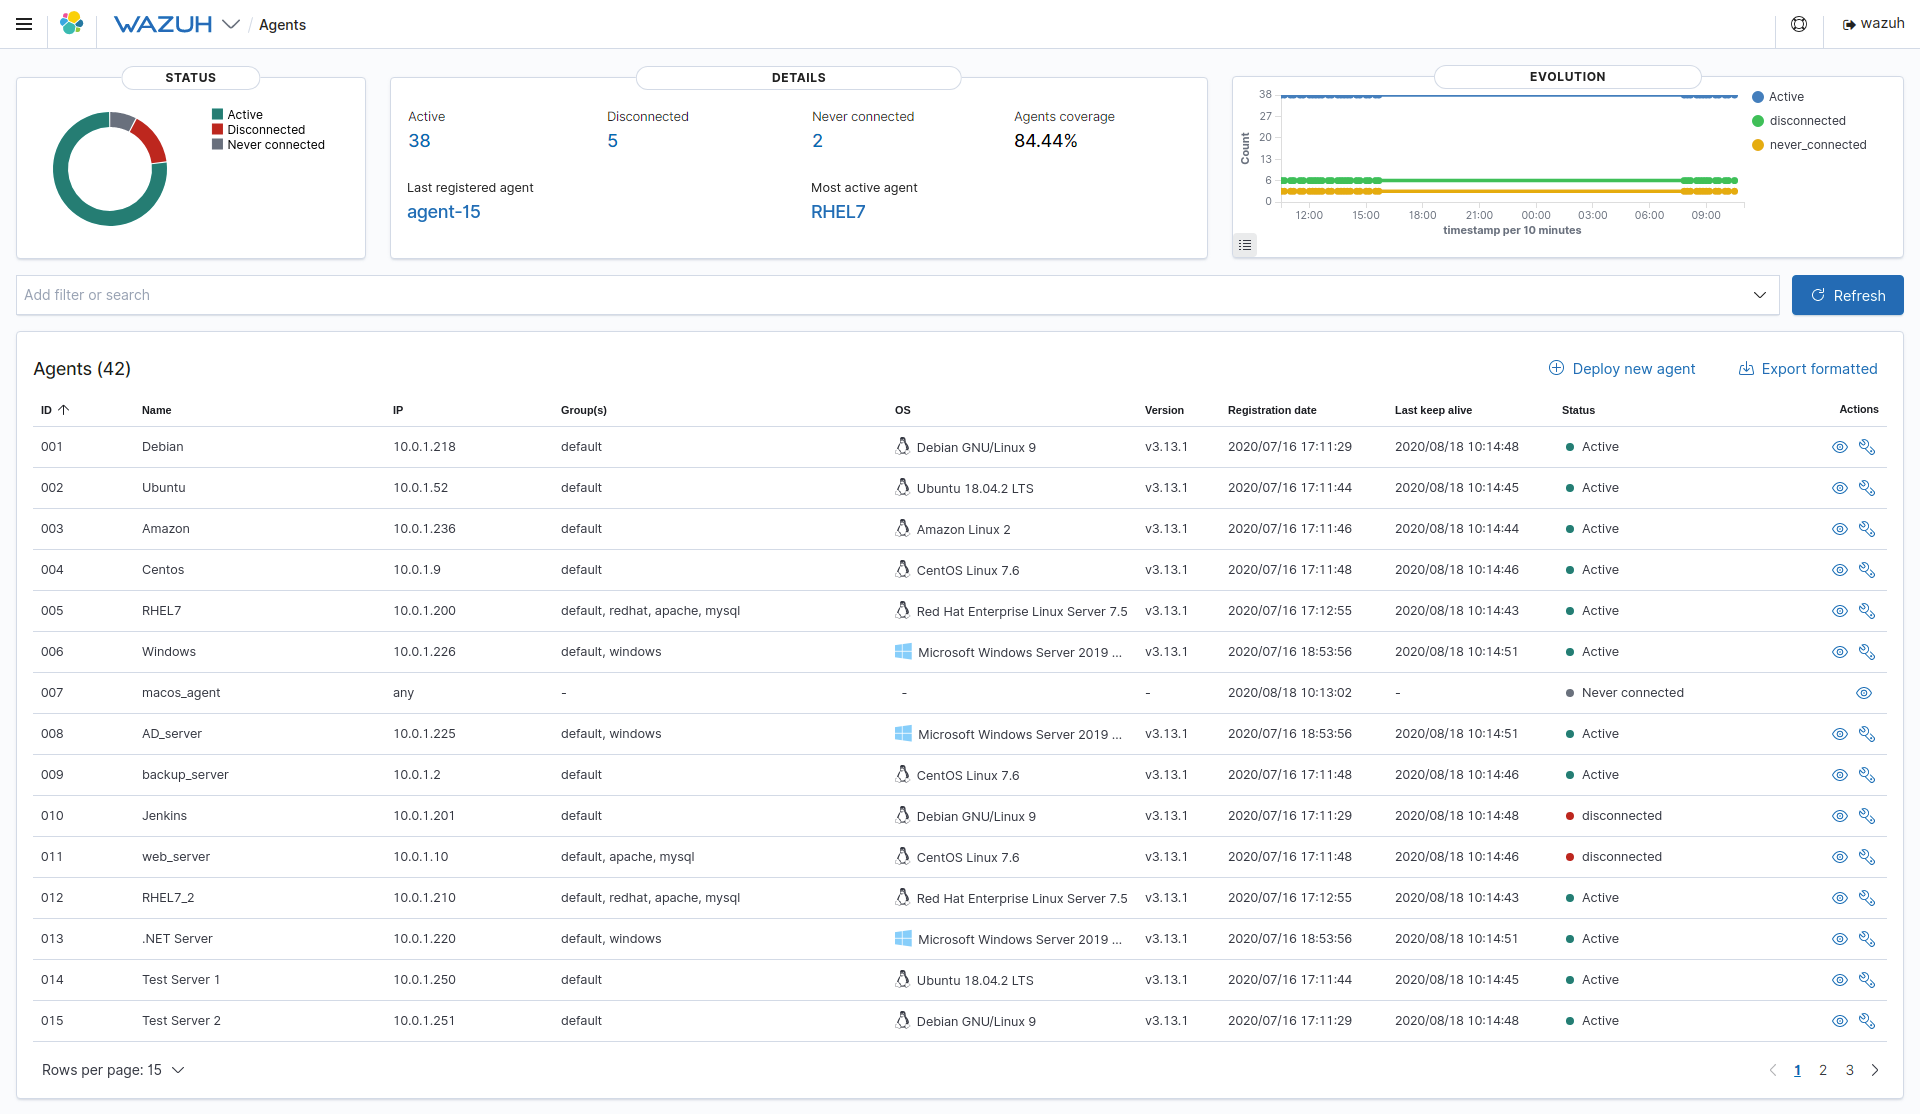 WAZUH / Agents wazuh
STATUS
Active
Disconnected
Never connected
DETAILS
Active Disconnected Never connected Agents coverage
38 5 2 84.44%
Last registered agent Most active agent
agent-15 RHEL7
EVOLUTION
38
27
20
13
6
0
Count
12:00 15:00 18:00 21:00 00:00 03:00 06:00 09:00
timestamp per 10 minutes
Active
disconnected
never_connected
Add filter or search Refresh
Agents (42) Deploy new agent Export formatted
ID Name IP Group(s) OS Version Registration date Last keep alive Status Actions
001 Debian 10.0.1.218 default Debian GNU/Linux 9 v3.13.1 2020/07/16 17:11:29 2020/08/18 10:14:48 Active
002 Ubuntu 10.0.1.52 default Ubuntu 18.04.2 LTS v3.13.1 2020/07/16 17:11:44 2020/08/18 10:14:45 Active
003 Amazon 10.0.1.236 default Amazon Linux 2 v3.13.1 2020/07/16 17:11:46 2020/08/18 10:14:44 Active
004 Centos 10.0.1.9 default CentOS Linux 7.6 v3.13.1 2020/07/16 17:11:48 2020/08/18 10:14:46 Active
005 RHEL7 10.0.1.200 default, redhat, apache, mysql Red Hat Enterprise Linux Server 7.5 v3.13.1 2020/07/16 17:12:55 2020/08/18 10:14:43 Active
006 Windows 10.0.1.226 default, windows Microsoft Windows Server 2019 ... v3.13.1 2020/07/16 18:53:56 2020/08/18 10:14:51 Active
007 macos_agent any - - - 2020/08/18 10:13:02 - Never connected
008 AD_server 10.0.1.225 default, windows Microsoft Windows Server 2019 ... v3.13.1 2020/07/16 18:53:56 2020/08/18 10:14:51 Active
009 backup_server 10.0.1.2 default CentOS Linux 7.6 v3.13.1 2020/07/16 17:11:48 2020/08/18 10:14:46 Active
010 Jenkins 10.0.1.201 default Debian GNU/Linux 9 v3.13.1 2020/07/16 17:11:29 2020/08/18 10:14:48 disconnected
011 web_server 10.0.1.10 default, apache, mysql CentOS Linux 7.6 v3.13.1 2020/07/16 17:11:48 2020/08/18 10:14:46 disconnected
012 RHEL7_2 10.0.1.210 default, redhat, apache, mysql Red Hat Enterprise Linux Server 7.5 v3.13.1 2020/07/16 17:12:55 2020/08/18 10:14:43 Active
013 .NET Server 10.0.1.220 default, windows Microsoft Windows Server 2019 ... v3.13.1 2020/07/16 18:53:56 2020/08/18 10:14:51 Active
014 Test Server 1 10.0.1.250 default Ubuntu 18.04.2 LTS v3.13.1 2020/07/16 17:11:44 2020/08/18 10:14:45 Active
015 Test Server 2 10.0.1.251 default Debian GNU/Linux 9 v3.13.1 2020/07/16 17:11:29 2020/08/18 10:14:48 Active
Rows per page: 15 1 2 3